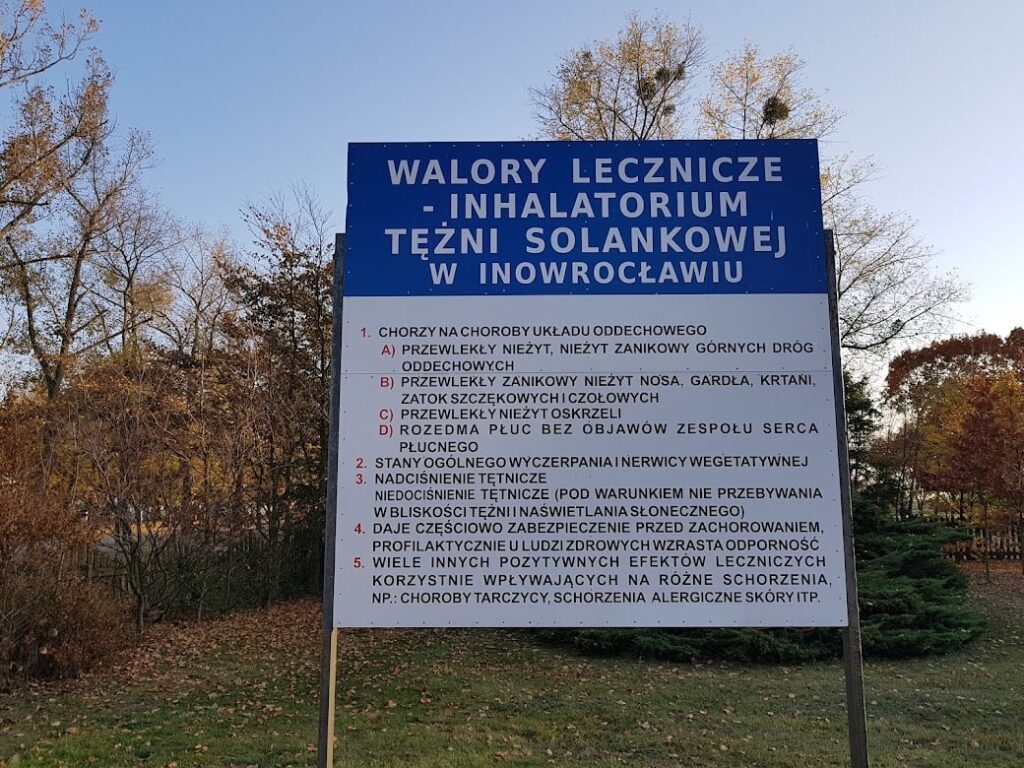 WALORY LECZNICZE
- INHALATORIUM
TĘŻNI SOLANKOWEJ
W INOWROCŁAWIU
1. CHORZY NA CHOROBY UKŁADU ODDECHOWEGO
A) PRZEWLEKŁY NIEŻYT, NIEŻYT ZANIKOWY GÓRNYCH DRÓG
ODDECHOWYCH
B) PRZEWLEKŁY ZANIKOWY NIEŻYT NOSA, GARDŁA, KRTANI,
ZATOK SZCZĘKOWYCH I CZOŁOWYCH
C) PRZEWLEKŁY NIEŻYT OSKRZELI
D) ROZEDMA PŁUC BEZ OBJAWÓW ZESPOŁU SERCA
PŁUCNEGO
2. STANY OGÓLNEGO WYCZERPANIA I NERWICY WEGETATYWNEJ
3. NADCIŚNIENIE TĘTNICZE
NIEDOCIŚNIENIE TĘTNICZE (POD WARUNKIEM NIE PRZEBYWANIA
W BLISKOŚCI TĘŻNI I NAŚWIETLANIA SŁONECZNEGO)
4. DAJE CZĘŚCIOWO ZABEZPIECZENIE PRZED ZACHOROWANIEM,
PROFILAKTYCZNIE U LUDZI ZDROWYCH WZRASTA ODPORNOŚĆ
5. WIELE INNYCH POZYTYWNYCH EFEKTÓW LECZNICZYCH
KORZYSTNIE WPŁYWAJĄCYCH NA RÓŻNE SCHORZENIA,
NP.: CHOROBY TARCZYCY, SCHORZENIA ALERGICZNE SKÓRY ITP.